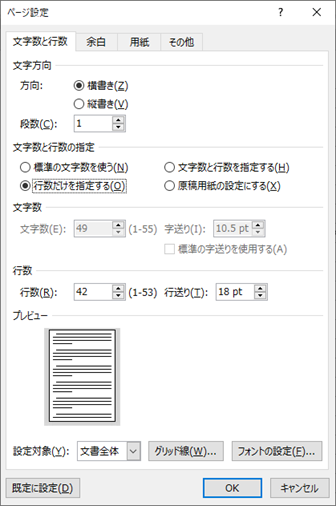 ページ設定
文字数と行数 余白 用紙 その他
文字方向
方向: 横書き(Z)
縦書き(V)
段数(C): 1
文字数と行数の指定
標準の文字数を使う(N) 文字数と行数を指定する(H)
行数だけを指定する(O) 原稿用紙の設定にする(X)
文字数
文字数(E): 49 (1-55) 字送り(I): 10.5 pt
標準の字送りを使用する(A)
行数
行数(R): 42 (1-53) 行送り(T): 18 pt
プレビュー
設定対象(Y): 文書全体 グリッド線(W)... フォントの設定(F)...
既定に設定(D) OK キャンセル